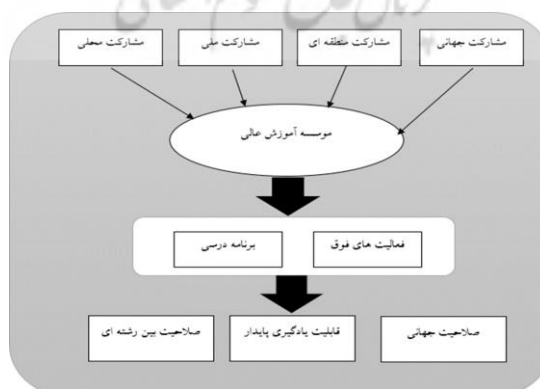 مشارکت جهانی
مشارکت منطقه ای
مشارکت ملی
مشارکت محلی
موسسه آموزش عالی
فعالیت های فوق
برنامه درسی
صلاحیت جهانی
قابلیت یادگیری پایدار
صلاحیت بین رشته ای